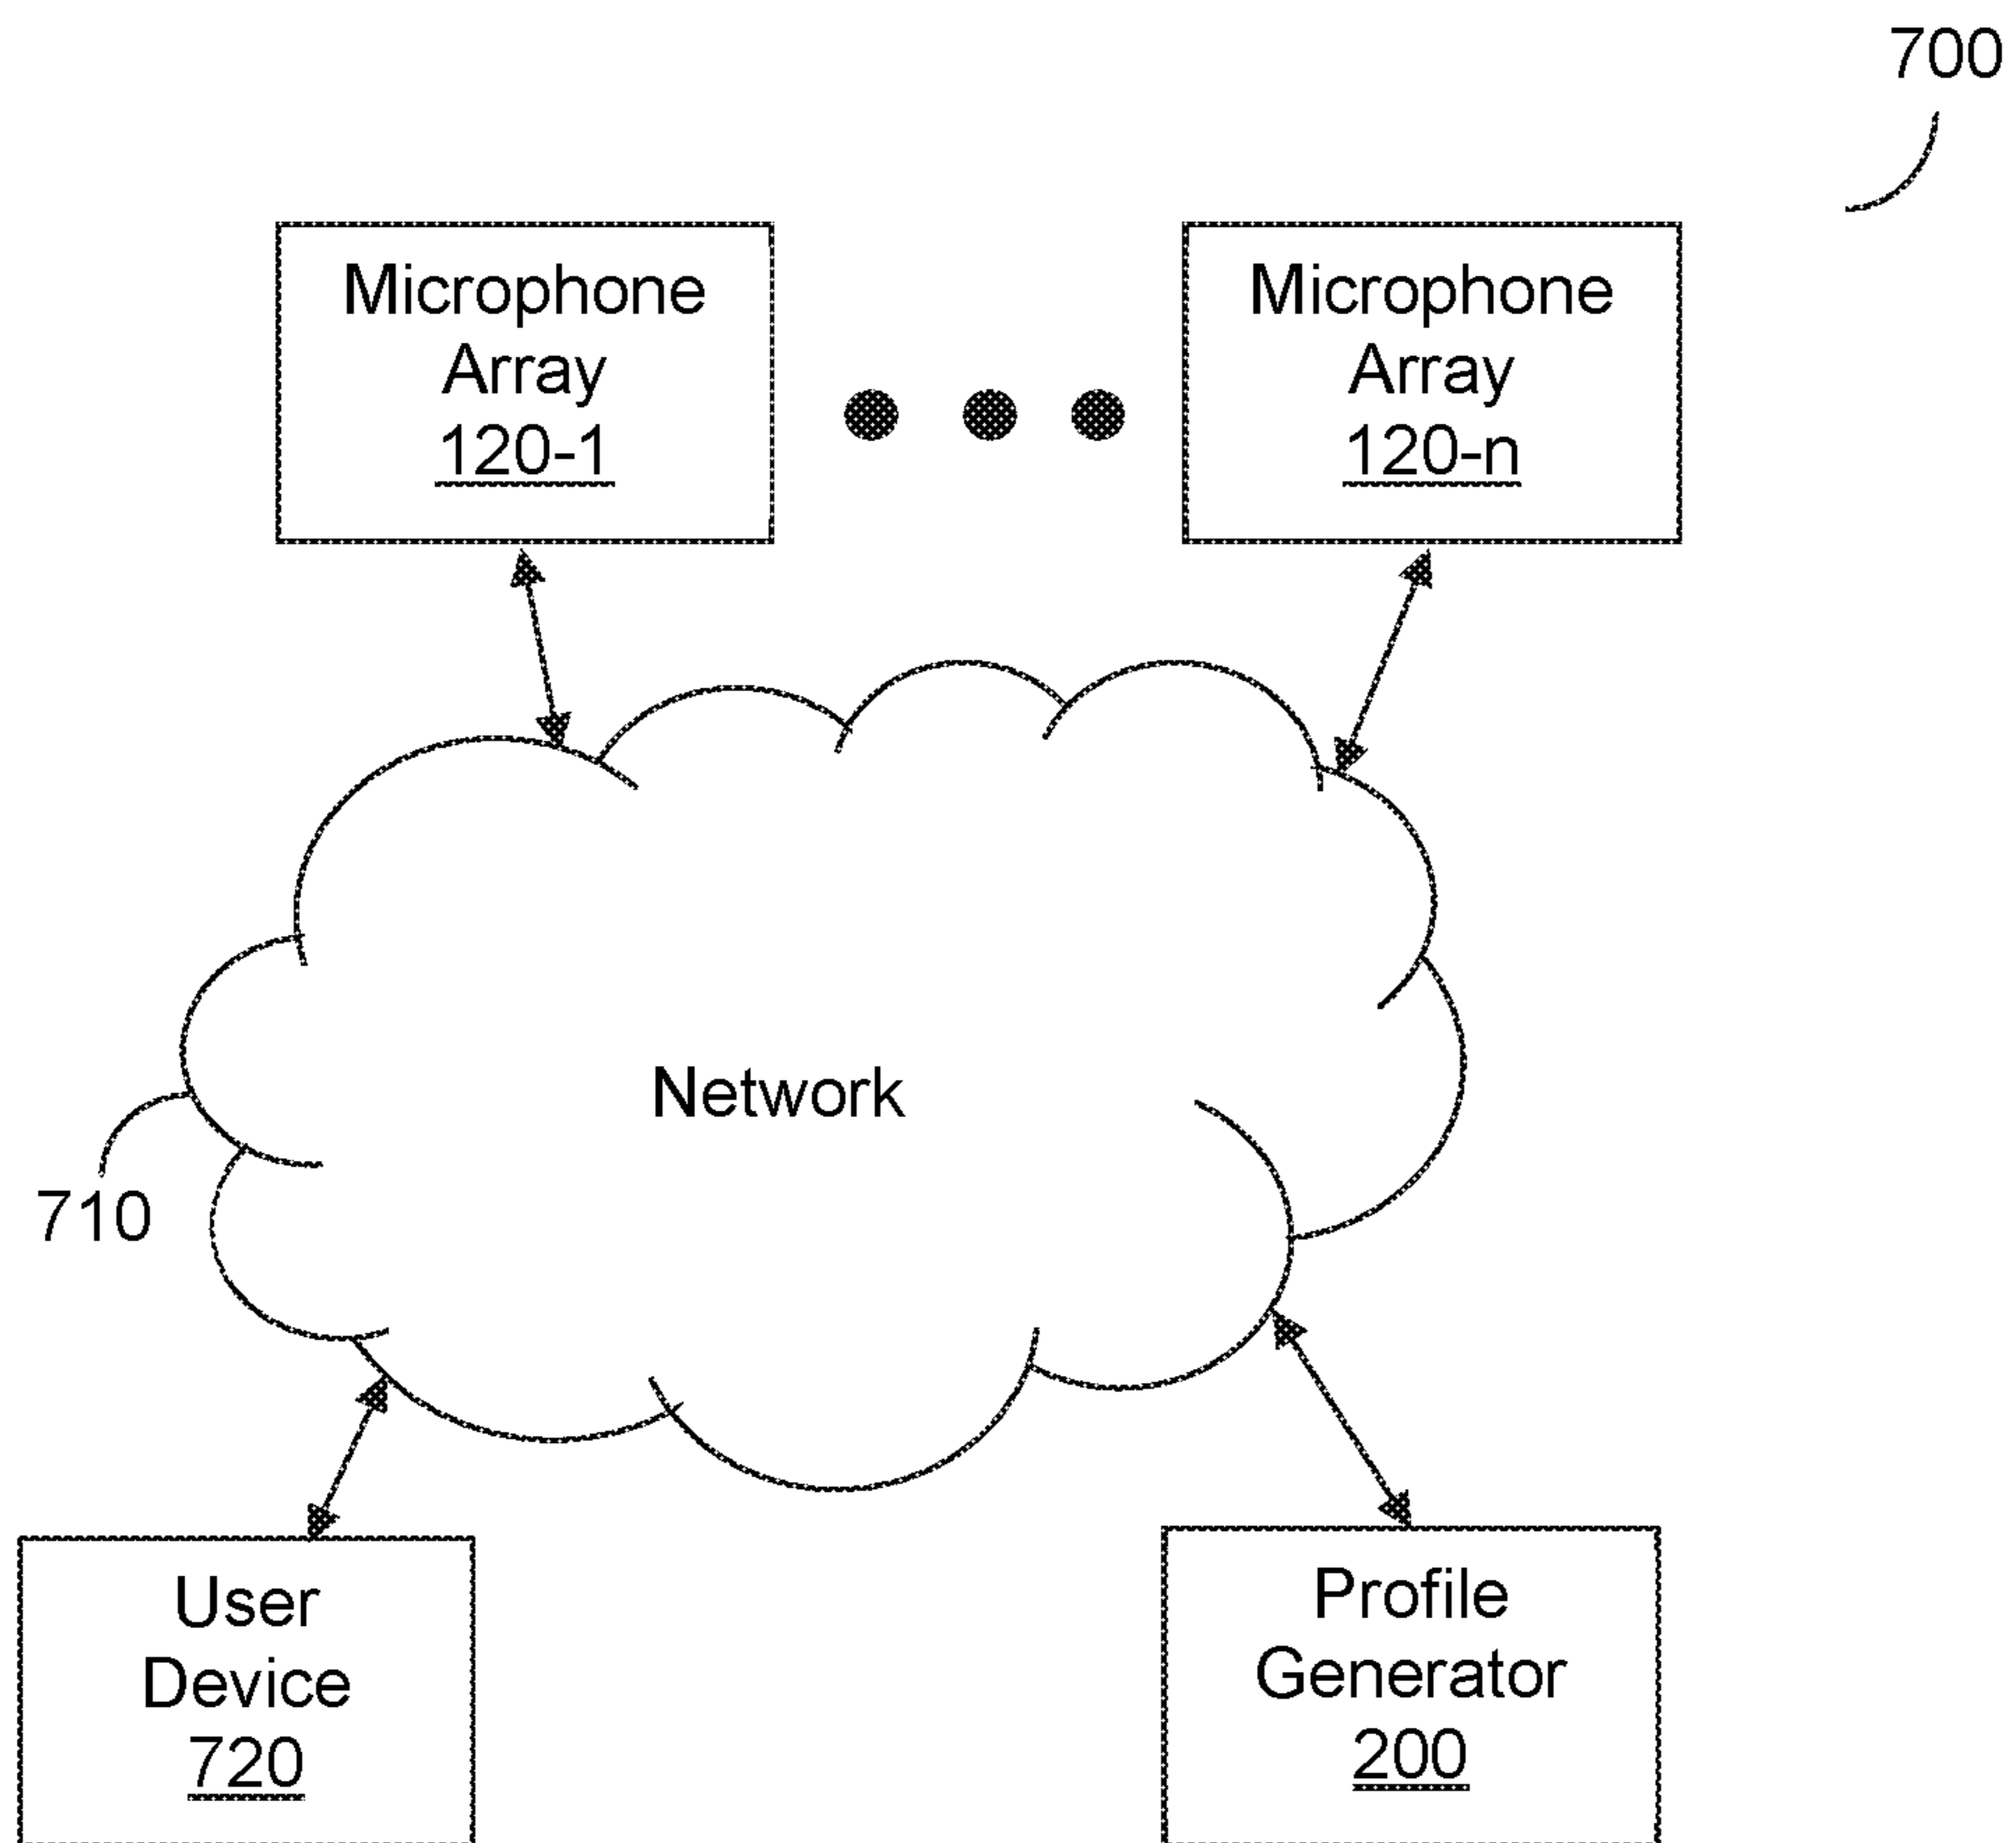 700
Microphone
Array
120-1
Microphone
Array
120-n
Network
710
User
Device
720
Profile
Generator
200